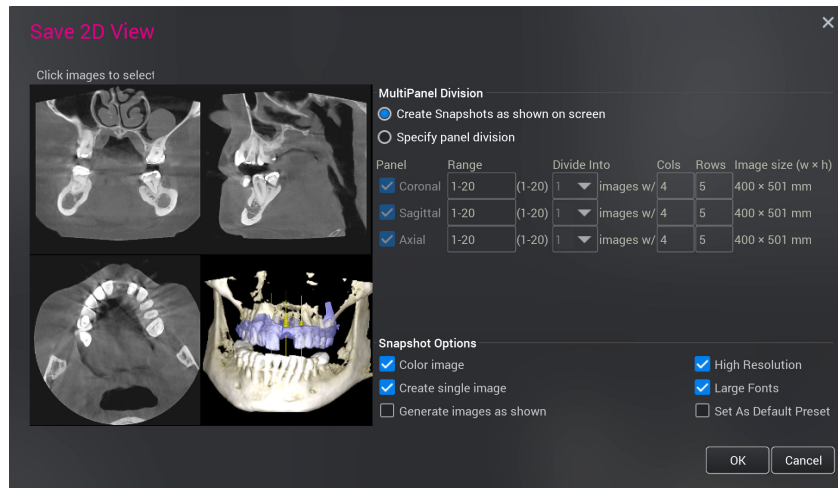 Save 2D View
Click images to select
MultiPanel Division
Create Snapshots as shown on screen
Specify panel division
Panel Range Divide Into Cols Rows Image size (w × h)
Coronal 1-20 (1-20) 1 images w/ 4 5 400 × 501 mm
Sagittal 1-20 (1-20) 1 images w/ 4 5 400 × 501 mm
Axial 1-20 (1-20) 1 images w/ 4 5 400 × 501 mm
Snapshot Options
Color image High Resolution
Create single image Large Fonts
Generate images as shown Set As Default Preset
OK Cancel